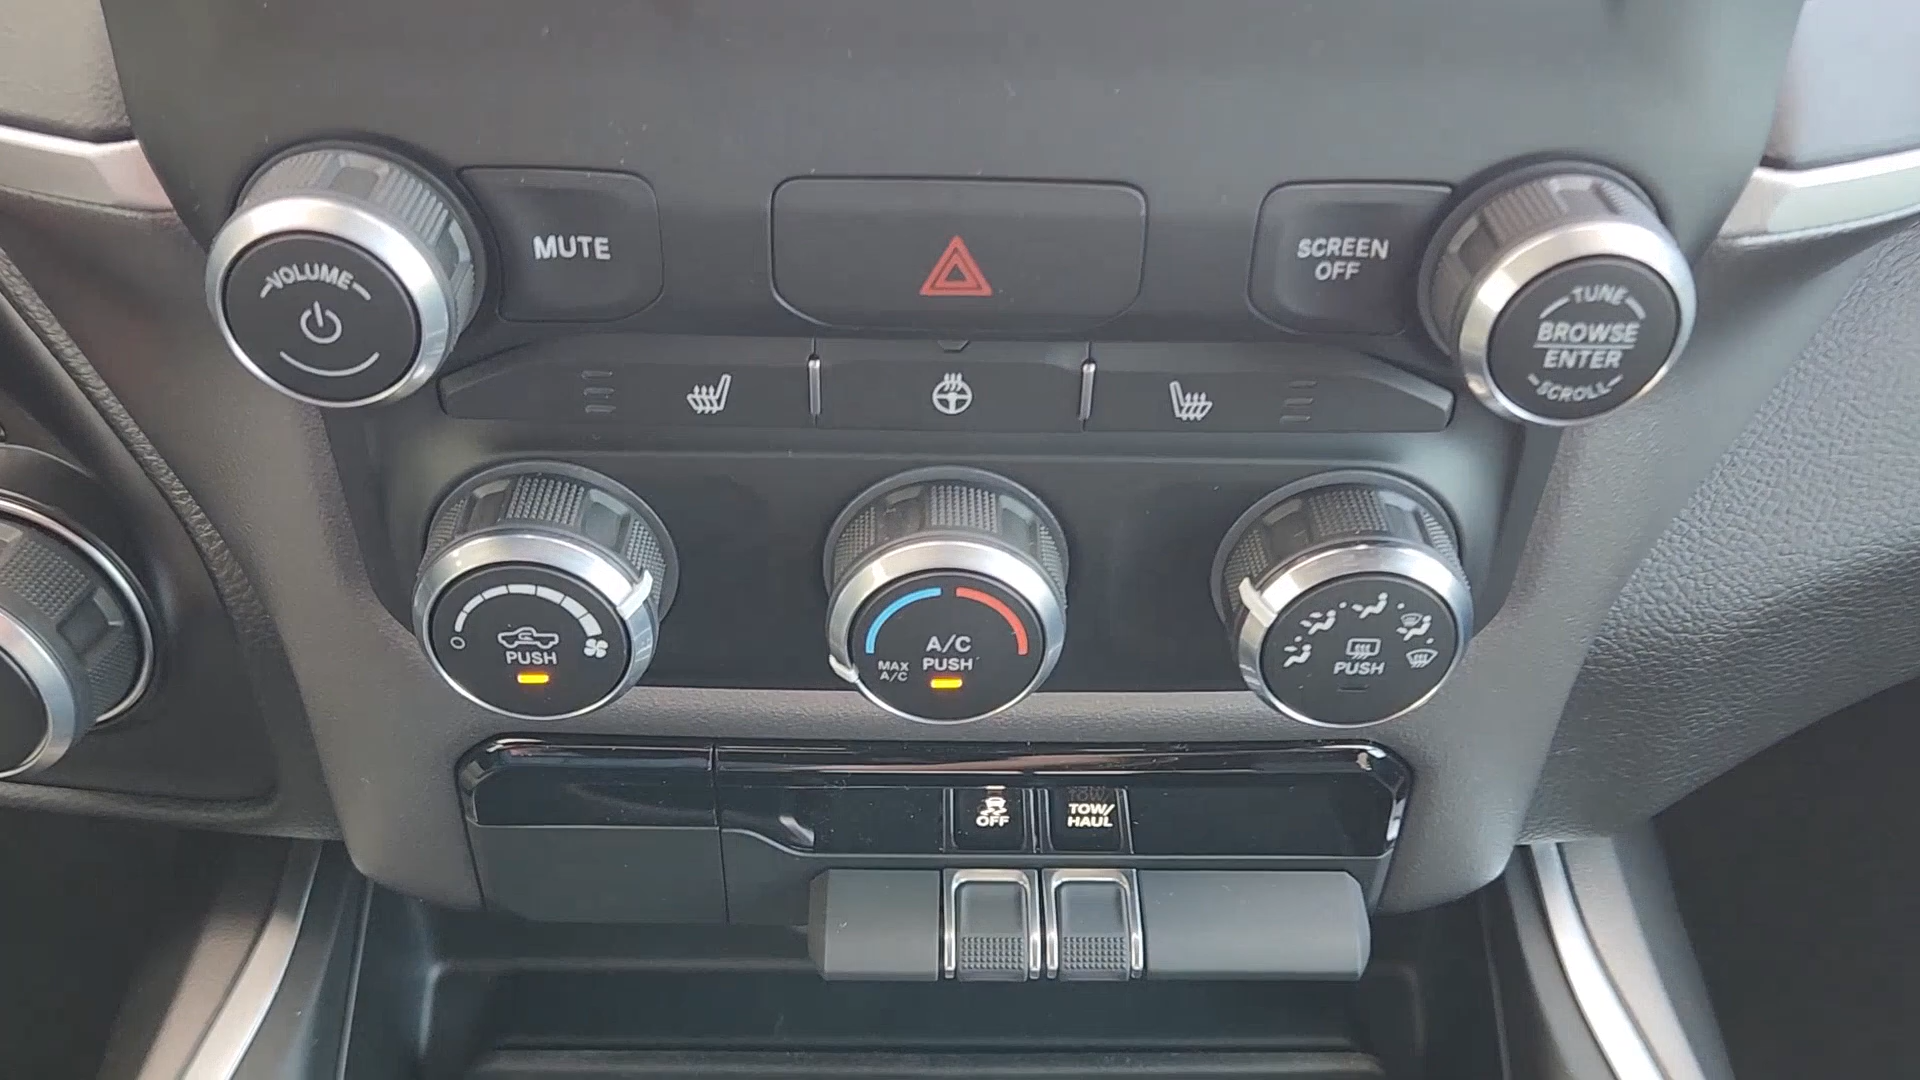 MUTE
SCREEN
OFF
VOLUME
TUNE
BROWSE
ENTER
SCROLL
PUSH
A/C
PUSH
MAX
A/C
PUSH
OFF
TOW/
HAUL